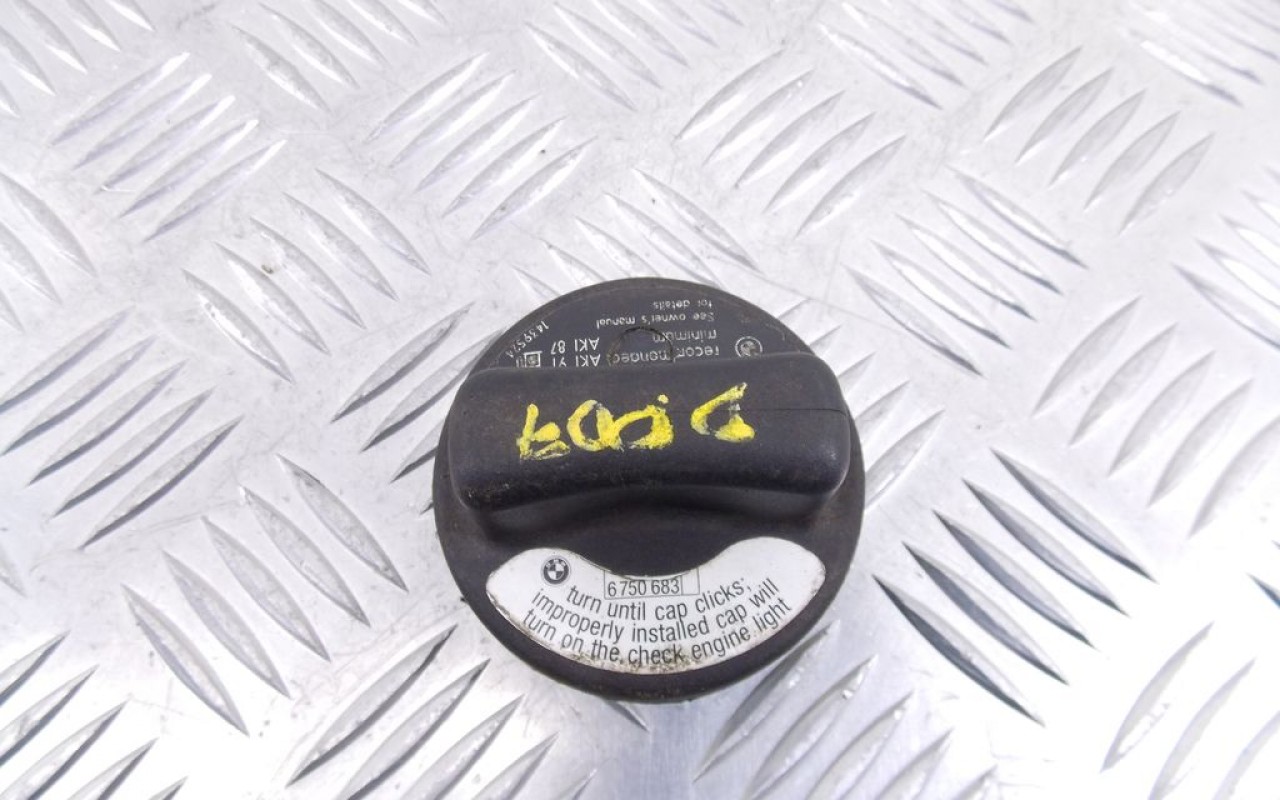 6 750 683
turn until cap clicks;
improperly installed cap will
turn on the check engine light
AKI 91
recommended
AKI 87
minimum
See owner's manual
for details